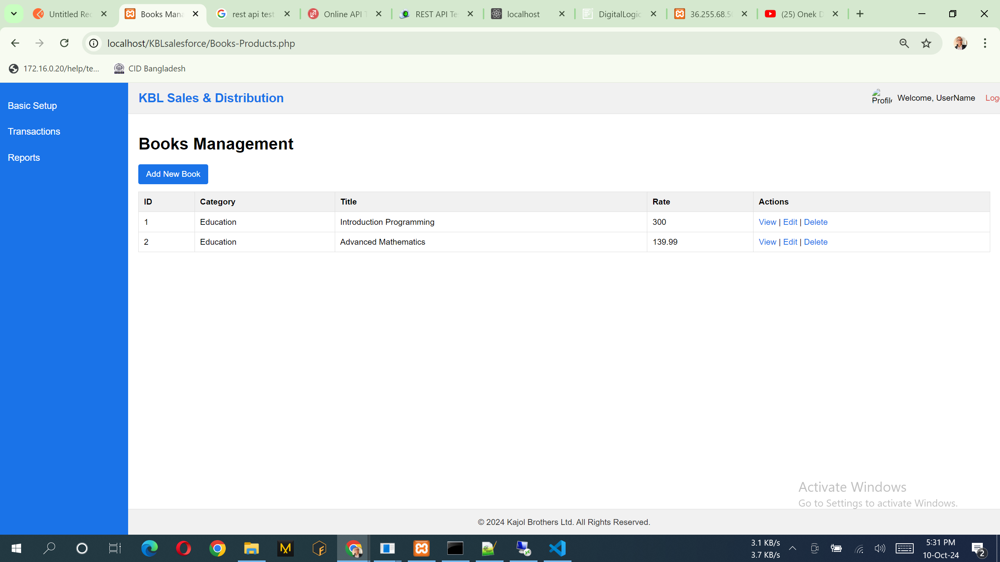 Untitled Rec
Books Mana
rest api test
Online API T
REST API Te
localhost
DigitalLogic
36.255.68.50
(25) Onek D
localhost/KBLsalesforce/Books-Products.php
172.16.0.20/help/te...
CID Bangladesh
KBL Sales & Distribution
Profile
Welcome, UserName
Logo
Basic Setup
Transactions
Reports
Books Management
Add New Book
ID Category Title Rate Actions
1 Education Introduction Programming 300 View | Edit | Delete
2 Education Advanced Mathematics 139.99 View | Edit | Delete
Activate Windows
Go to Settings to activate Windows.
© 2024 Kajol Brothers Ltd. All Rights Reserved.
3.1 KB/s
3.7 KB/s
5:31 PM
10-Oct-24
2